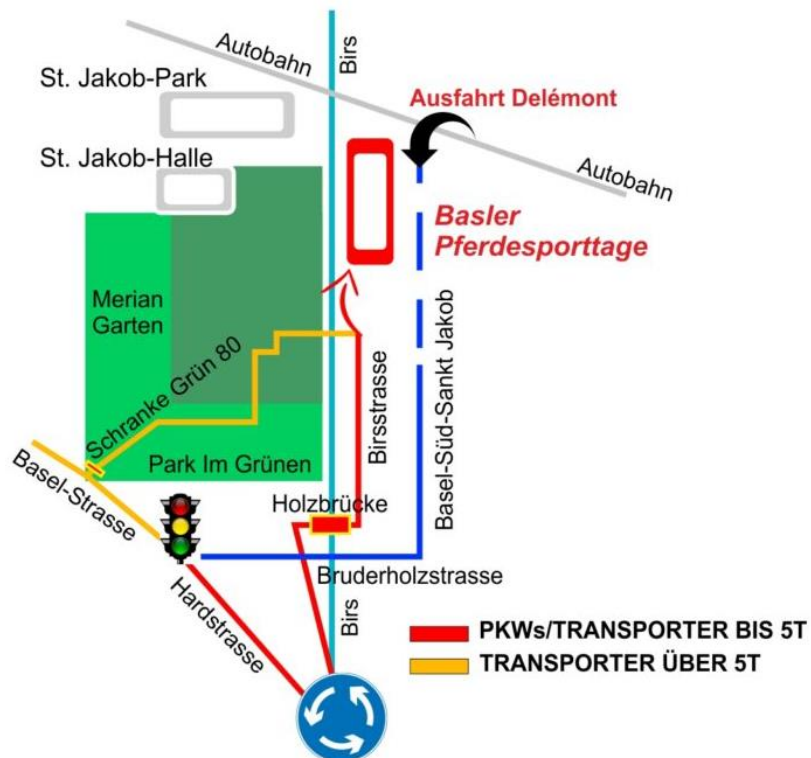 Autobahn
Birs
St. Jakob-Park
Ausfahrt Delémont
St. Jakob-Halle
Autobahn
Basler
Pferdesporttage
Merian
Garten
Schranke Grün 80
Birsstrasse
Basel-Süd-Sankt Jakob
Park Im Grünen
Basel-Strasse
Holzbrücke
Hardstrasse
Bruderholzstrasse
Birs
PKWs/TRANSPORTER BIS 5T
TRANSPORTER ÜBER 5T